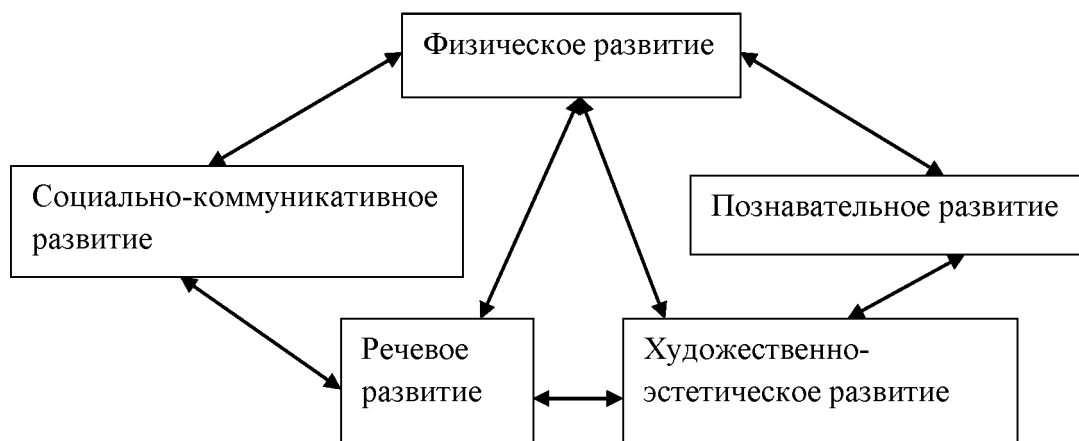 Физическое развитие
Социально-коммуникативное
развитие
Познавательное развитие
Речевое
развитие
Художественно-
эстетическое развитие